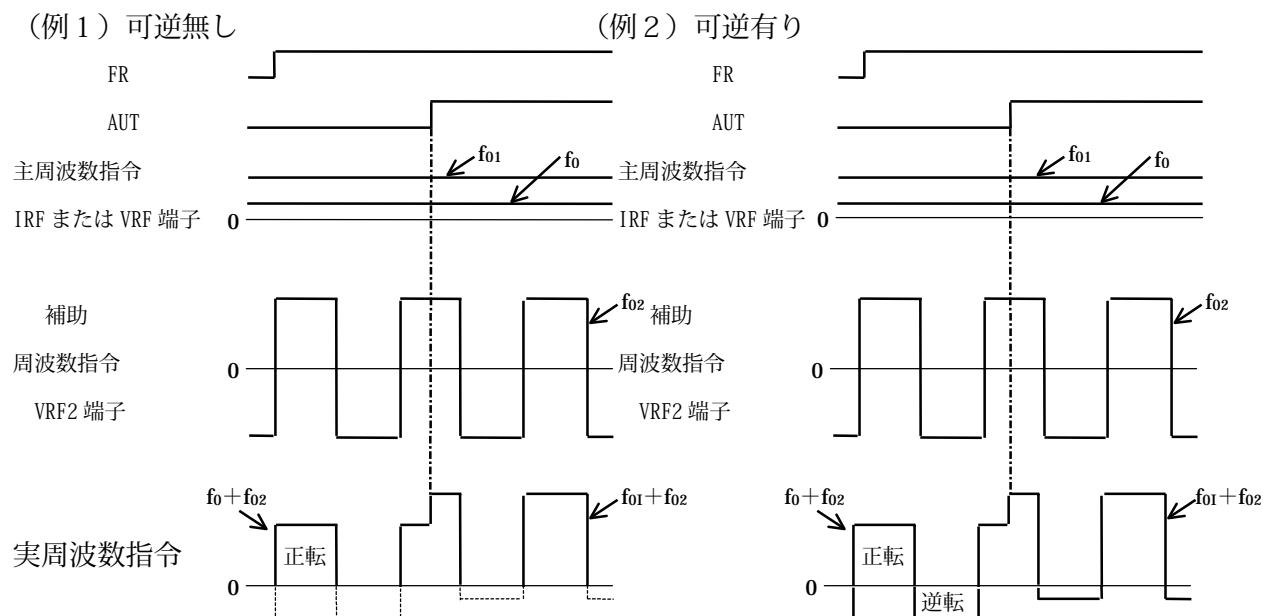 （例１）可逆無し
FR
AUT
主周波数指令
f01
f0
IRF または VRF 端子
0
補助
周波数指令
VRF2 端子
0
f02
f0＋f02
f0I＋f02
実周波数指令
正転
0
（例２）可逆有り
FR
AUT
主周波数指令
f01
f0
IRF または VRF 端子
0
補助
周波数指令
VRF2 端子
0
f02
f0＋f02
f0I＋f02
正転
0
逆転